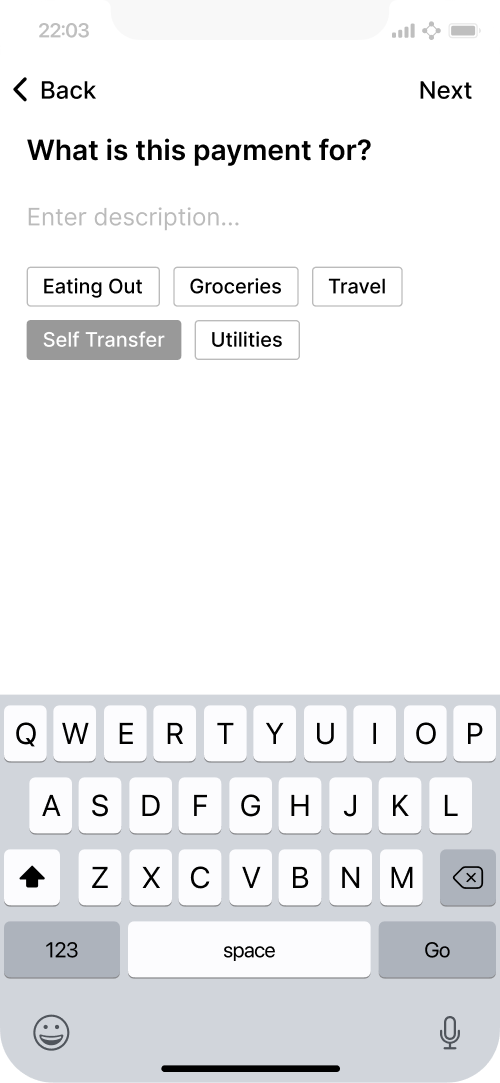 22:03
Back Next
What is this payment for?
Enter description...
Eating Out Groceries Travel
Self Transfer Utilities
Q W E R T Y U I O P
A S D F G H J K L
Z X C V B N M
123 space Go